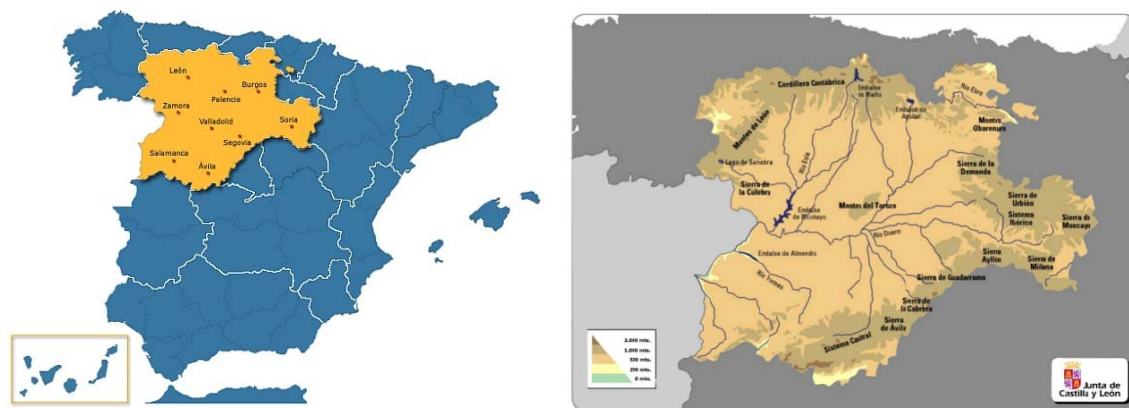 León
Burgos
Palencia
Zamora
Valladolid
Soria
Segovia
Salamanca
Ávila
Cordillera Cantábrica
Embalse
de Riaño
Río Ebro
Embalse
de Aguilar
Montes
Obarenes
Montes de León
Río Esla
Lago de Sanabria
Sierra de
la Culebra
Sierra de la
Demanda
Sierra de
Urbión
Montes del Torozo
Embalse
de Ricobayo
Sistema
Ibérico
Sierra de
Moncayo
Río Duero
Embalse de Almendra
Sierra
Ayllón
Sierra de
Río Tormes
Sierra de Guadarrama
Sierra de
la Cabrera
Sierra
de Ávila
Sistema Central
2.000 mts.
1.000 mts.
500 mts.
200 mts.
0 mts.
Junta de
Castilla y León